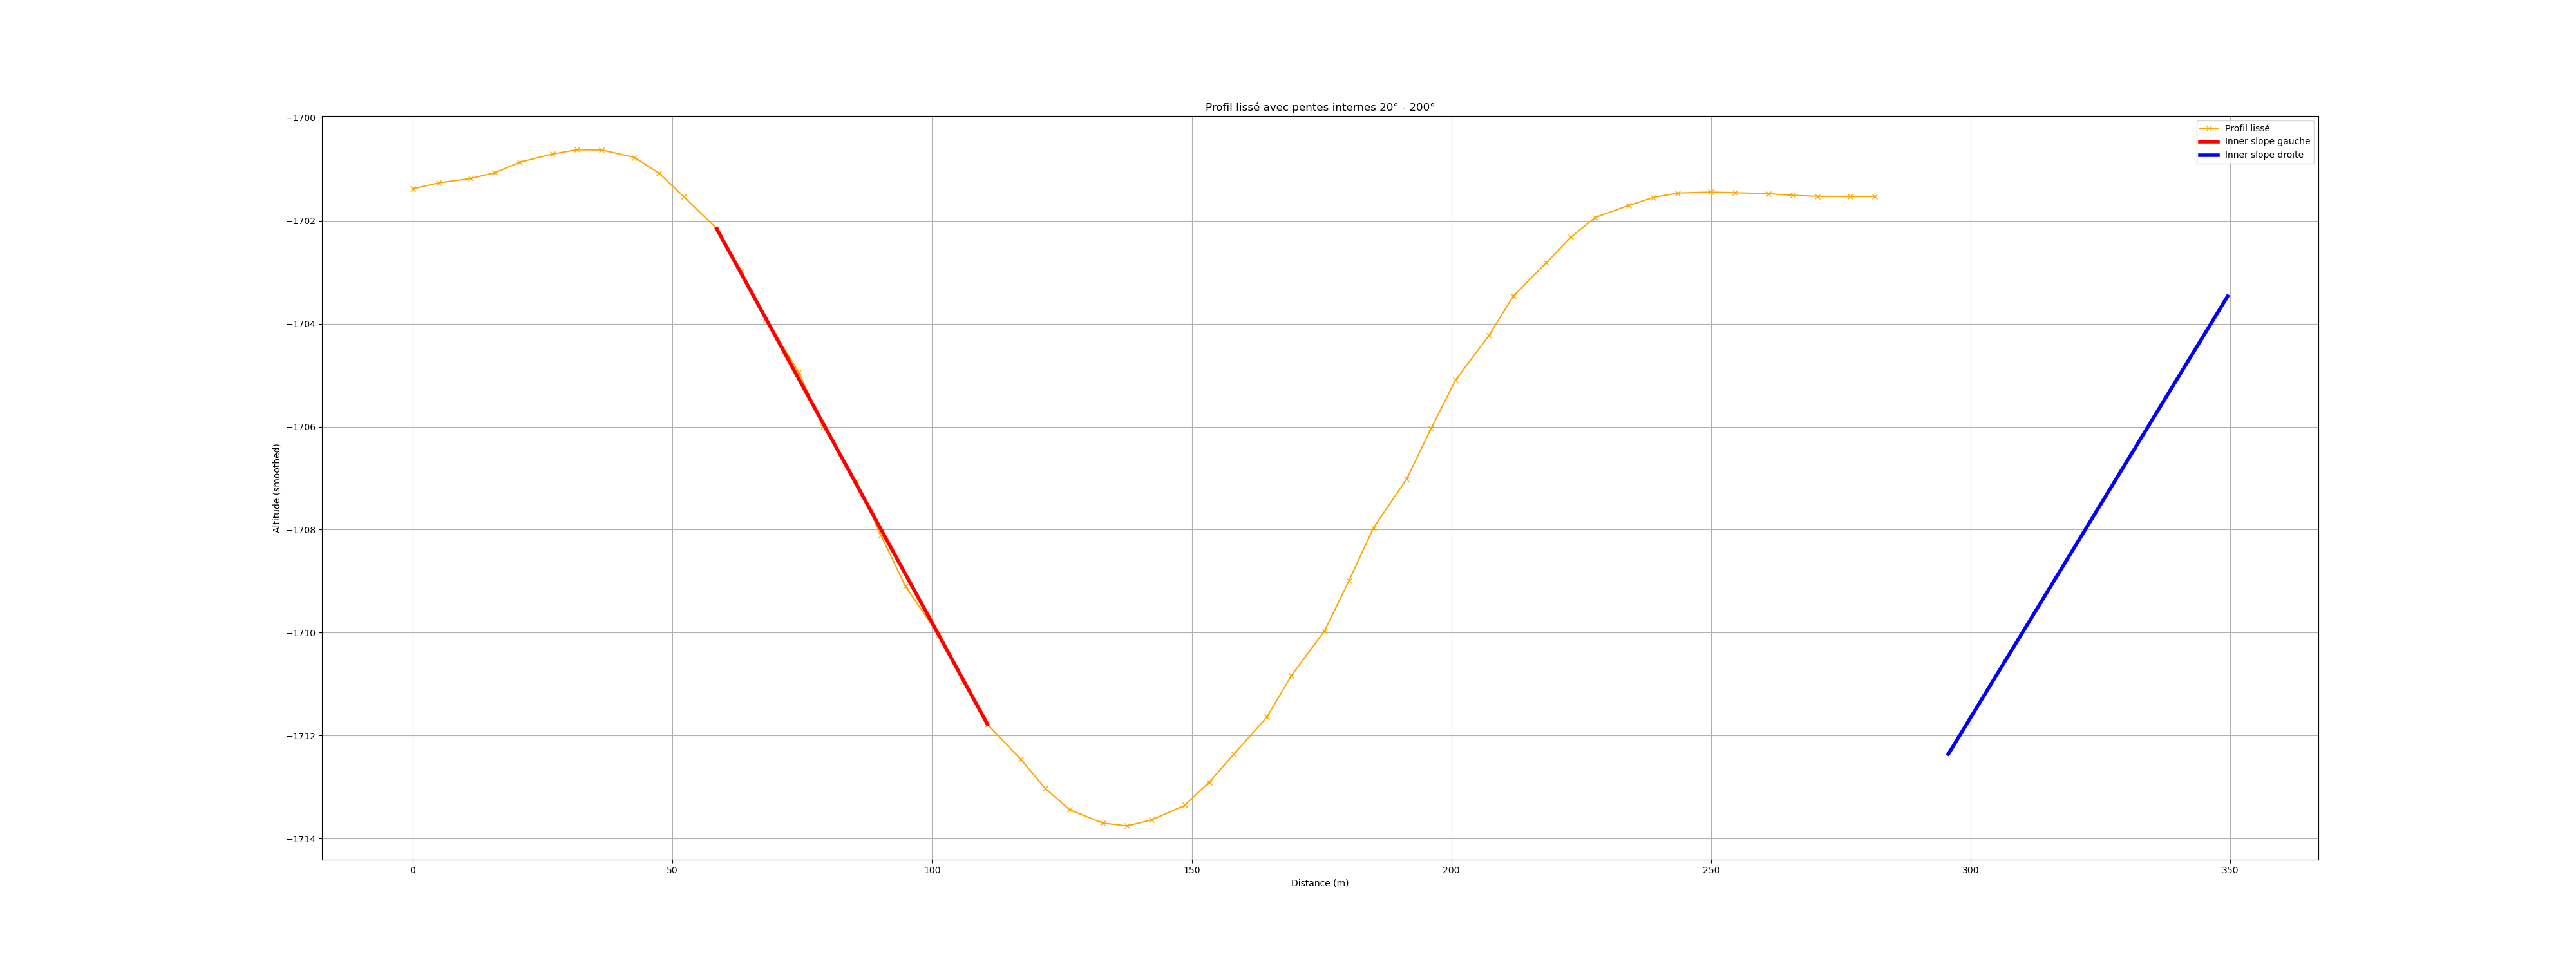 Profil lissé avec pentes internes 20° - 200°
Profil lissé
Inner slope gauche
Inner slope droite
−1700
−1702
−1704
−1706
−1708
−1710
−1712
−1714
Altitude (smoothed)
0
50
100
150
200
250
300
350
Distance (m)